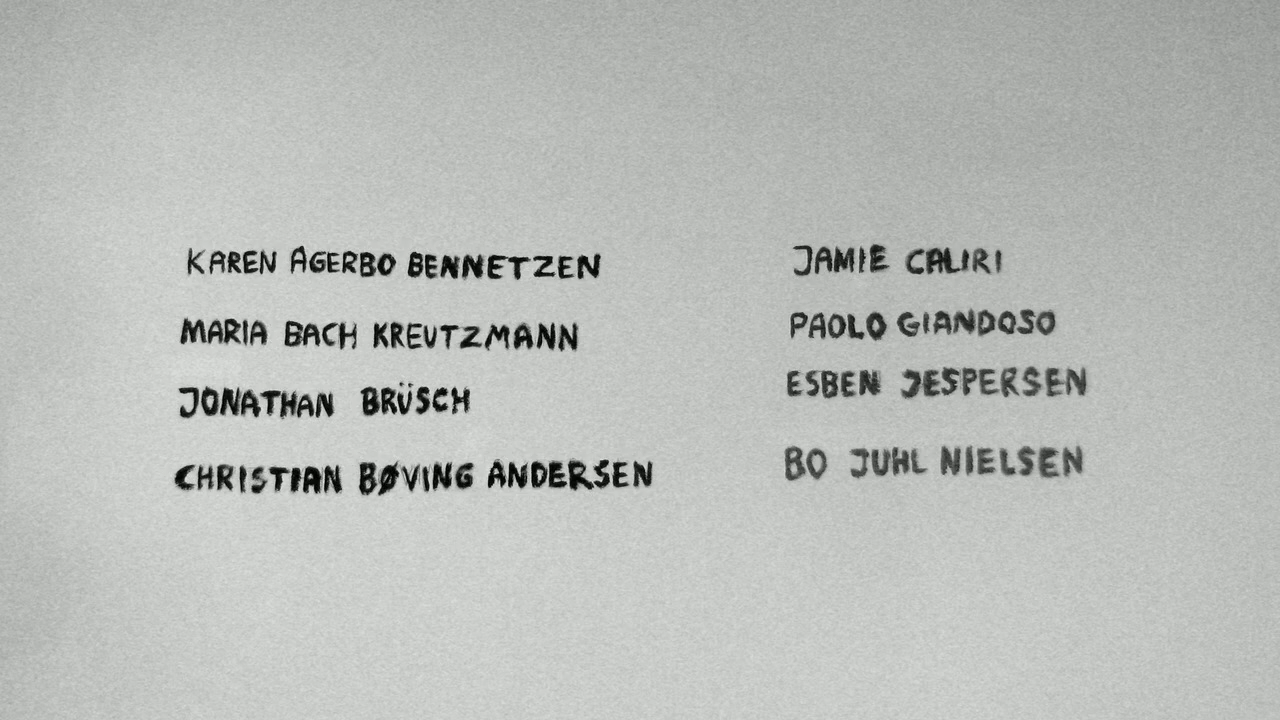 KAREN AGERBO BENNETZEN
MARIA BACH KREUTZMANN
JONATHAN BRÜSCH
CHRISTIAN BØVING ANDERSEN
JAMIE CALIRI
PAOLO GIANDOSO
ESBEN JESPERSEN
BO JUHL NIELSEN